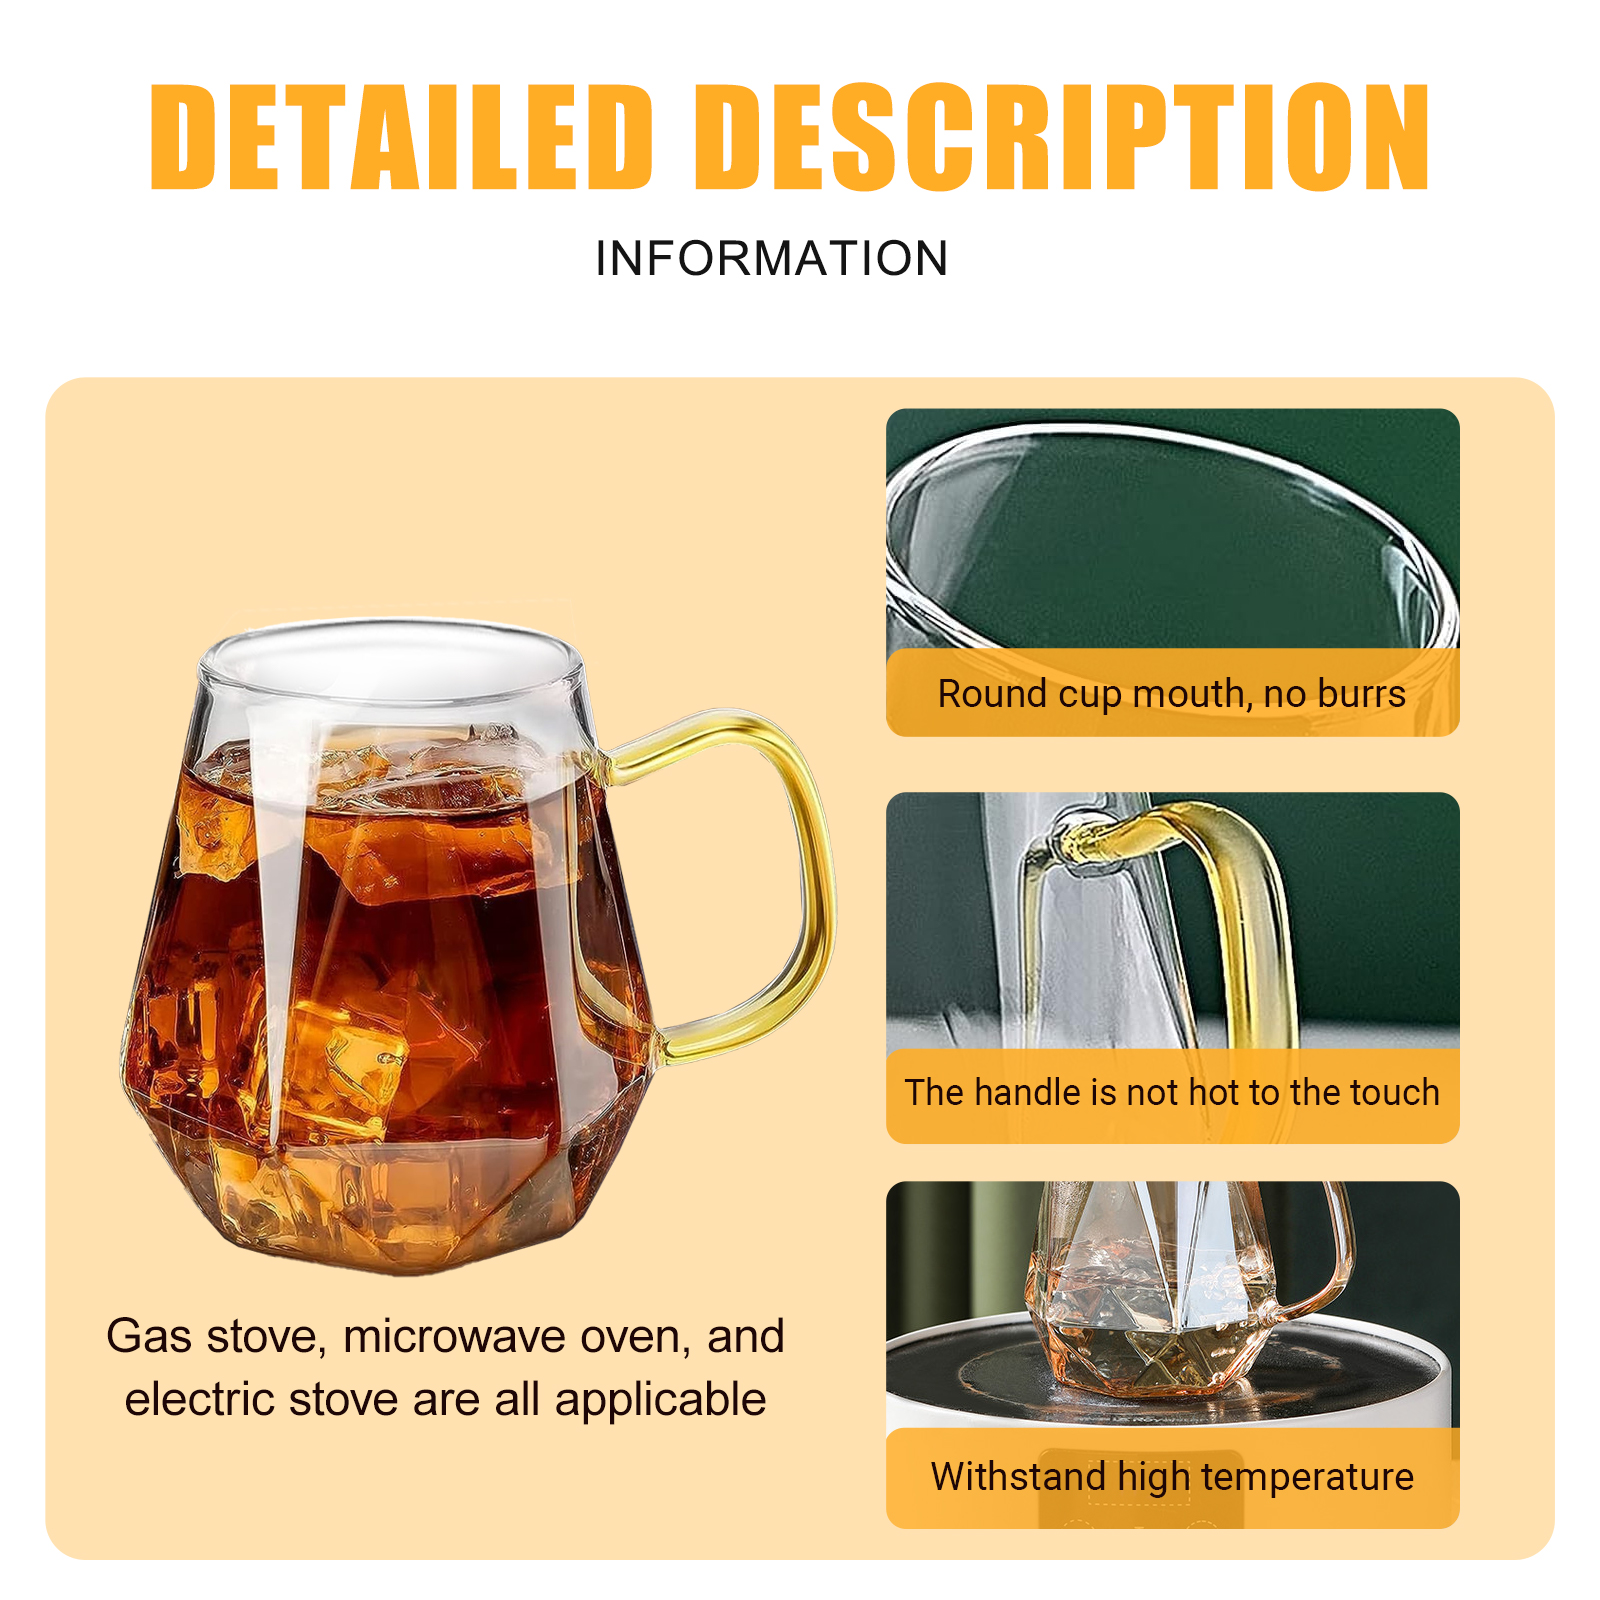 DETAILED DESCRIPTION
INFORMATION
Round cup mouth, no burrs
The handle is not hot to the touch
Gas stove, microwave oven, and
electric stove are all applicable
Withstand high temperature